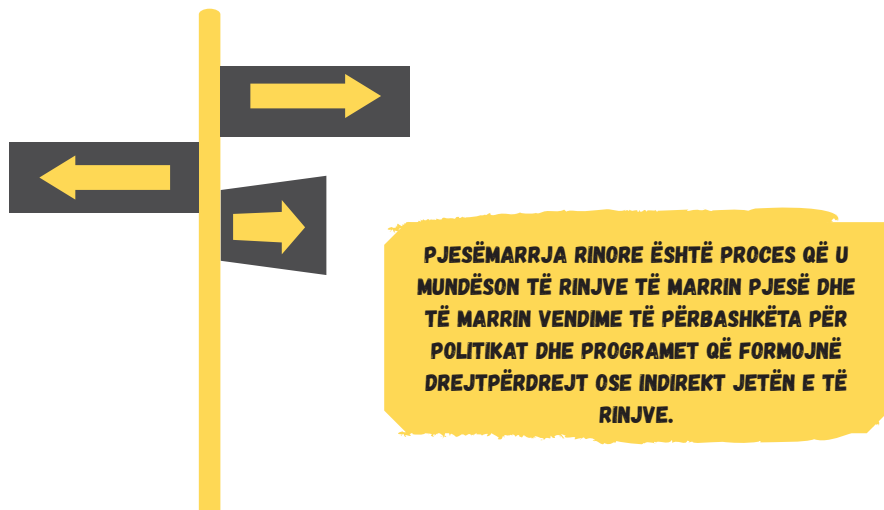 PJESËMARRJA RINORE ËSHTË PROCES QË U
MUNDËSON TË RINJVE TË MARRIN PJESË DHE
TË MARRIN VENDIME TË PËRBASHKËTA PËR
POLITIKAT DHE PROGRAMET QË FORMOJNË
DREJTPËRDREJT OSE INDIREKT JETËN E TË
RINJVE.